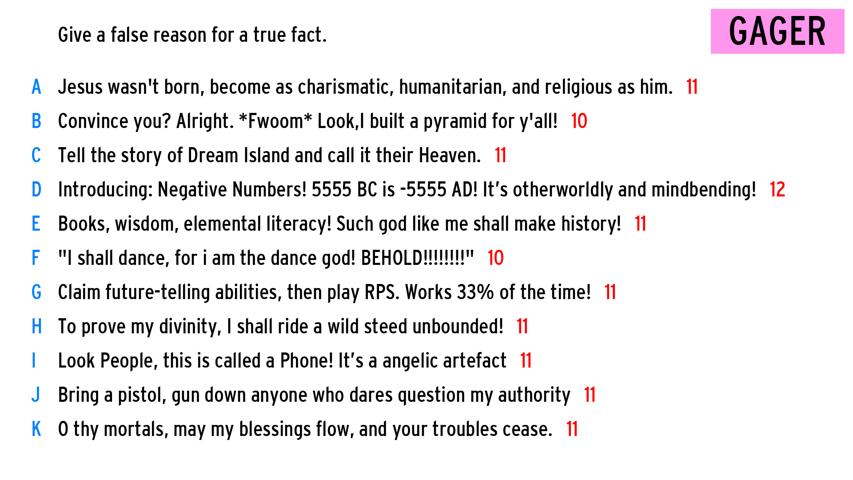 Give a false reason for a true fact.
GAGER
A Jesus wasn't born, become as charismatic, humanitarian, and religious as him. 11
B Convince you? Alright. *Fwoom* Look,I built a pyramid for y'all! 10
C Tell the story of Dream Island and call it their Heaven. 11
D Introducing: Negative Numbers! 5555 BC is -5555 AD! It's otherworldly and mindbending! 12
E Books, wisdom, elemental literacy! Such god like me shall make history! 11
F "I shall dance, for i am the dance god! BEHOLD!!!!!!!!" 10
G Claim future-telling abilities, then play RPS. Works 33% of the time! 11
H To prove my divinity, I shall ride a wild steed unbounded! 11
I Look People, this is called a Phone! It's a angelic artefact 11
J Bring a pistol, gun down anyone who dares question my authority 11
K O thy mortals, may my blessings flow, and your troubles cease. 11